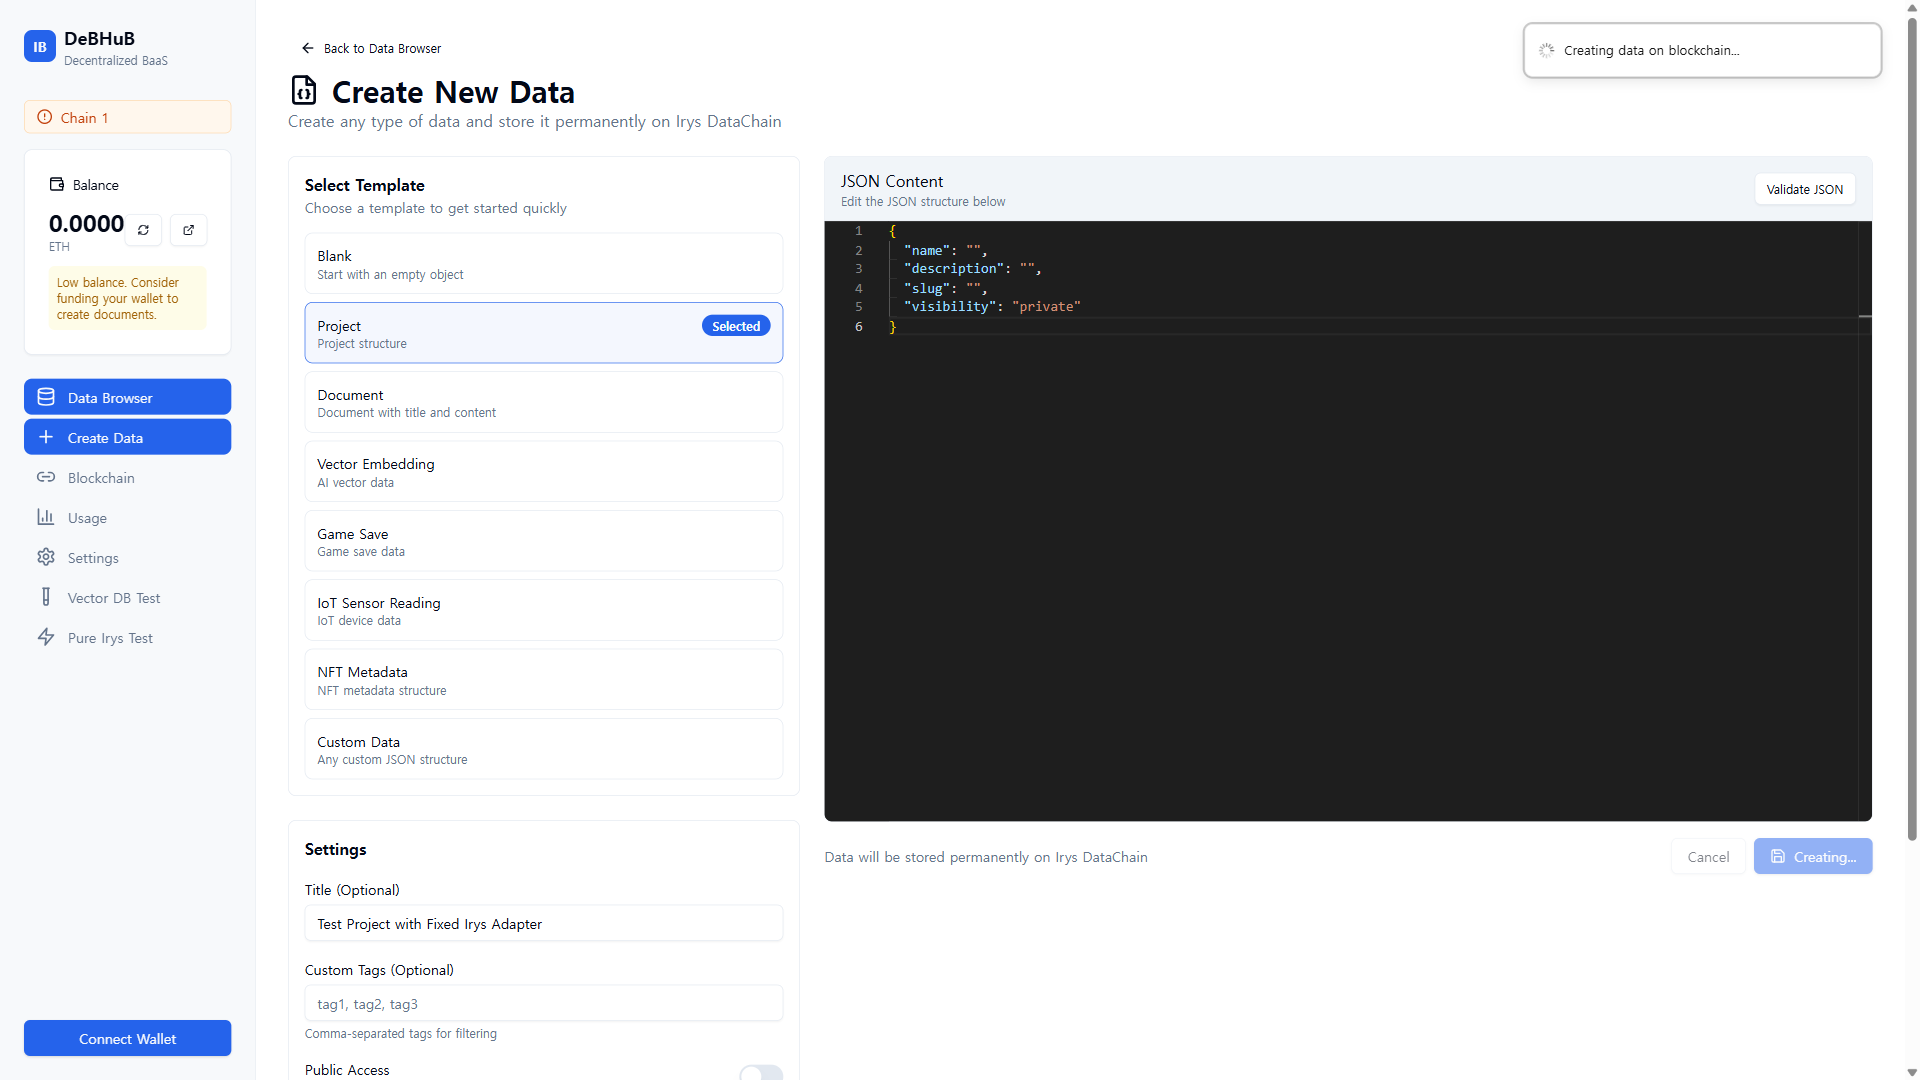 IB
DeBHuB
Decentralized BaaS
Chain 1
Balance
0.0000
ETH
Low balance. Consider
funding your wallet to
create documents.
Data Browser
Create Data
Blockchain
Usage
Settings
Vector DB Test
Pure Irys Test
Connect Wallet
Back to Data Browser
Create New Data
Create any type of data and store it permanently on Irys DataChain
Select Template
Choose a template to get started quickly
Blank
Start with an empty object
Project
Selected
Project structure
Document
Document with title and content
Vector Embedding
AI vector data
Game Save
Game save data
IoT Sensor Reading
IoT device data
NFT Metadata
NFT metadata structure
Custom Data
Any custom JSON structure
Settings
Title (Optional)
Test Project with Fixed Irys Adapter
Custom Tags (Optional)
tag1, tag2, tag3
Comma-separated tags for filtering
Public Access
Creating data on blockchain...
JSON Content
Edit the JSON structure below
Validate JSON
1 {
2 "name": "",
3 "description": "",
4 "slug": "",
5 "visibility": "private"
6 }
Data will be stored permanently on Irys DataChain
Cancel
Creating...